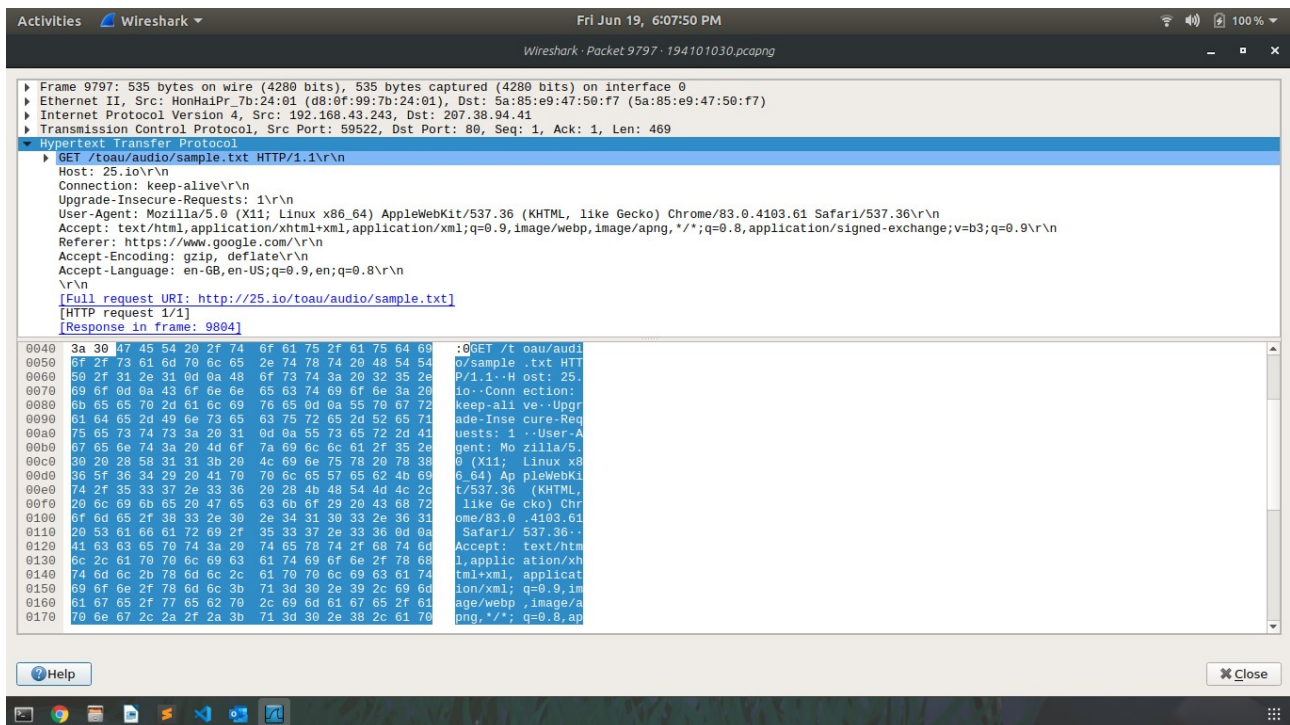 Activities Wireshark Fri Jun 19, 6:07:50 PM 100 %
Wireshark · Packet 9797 · 194101030.pcapng
Frame 9797: 535 bytes on wire (4280 bits), 535 bytes captured (4280 bits) on interface 0
Ethernet II, Src: HonHaiPr_7b:24:01 (d8:0f:99:7b:24:01), Dst: 5a:85:e9:47:50:f7 (5a:85:e9:47:50:f7)
Internet Protocol Version 4, Src: 192.168.43.243, Dst: 207.38.94.41
Transmission Control Protocol, Src Port: 59522, Dst Port: 80, Seq: 1, Ack: 1, Len: 469
Hypertext Transfer Protocol
GET /toau/audio/sample.txt HTTP/1.1\r\n
Host: 25.io\r\n
Connection: keep-alive\r\n
Upgrade-Insecure-Requests: 1\r\n
User-Agent: Mozilla/5.0 (X11; Linux x86_64) AppleWebKit/537.36 (KHTML, like Gecko) Chrome/83.0.4103.61 Safari/537.36\r\n
Accept: text/html,application/xhtml+xml,application/xml;q=0.9,image/webp,image/apng,*/*;q=0.8,application/signed-exchange;v=b3;q=0.9\r\n
Referer: https://www.google.com/\r\n
Accept-Encoding: gzip, deflate\r\n
Accept-Language: en-GB,en-US;q=0.9,en;q=0.8\r\n
\r\n
[Full request URI: http://25.io/toau/audio/sample.txt]
[HTTP request 1/1]
[Response in frame: 9804]
0040 3a 30 47 45 54 20 2f 74 6f 61 75 2f 61 75 64 69 :0GET /t oau/audi
0050 6f 2f 73 61 6d 70 6c 65 2e 74 78 74 20 48 54 54 o/sample .txt HTT
0060 50 2f 31 2e 31 0d 0a 48 6f 73 74 3a 20 32 35 2e P/1.1··H ost: 25.
0070 69 6f 0d 0a 43 6f 6e 6e 65 63 74 69 6f 6e 3a 20 io··Conn ection:
0080 6b 65 65 70 2d 61 6c 69 76 65 0d 0a 55 70 67 72 keep-ali ve··Upgr
0090 61 64 65 2d 49 6e 73 65 63 75 72 65 2d 52 65 71 ade-Inse cure-Req
00a0 75 65 73 74 73 3a 20 31 0d 0a 55 73 65 72 2d 41 uests: 1 ··User-A
00b0 67 65 6e 74 3a 20 4d 6f 7a 69 6c 6c 61 2f 35 2e gent: Mo zilla/5.
00c0 30 20 28 58 31 31 3b 20 4c 69 6e 75 78 20 78 38 0 (X11; Linux x8
00d0 36 5f 36 34 29 20 41 70 70 6c 65 57 65 62 4b 69 6_64) Ap pleWebKi
00e0 74 2f 35 33 37 2e 33 36 20 28 4b 48 54 4d 4c 2c t/537.36 (KHTML,
00f0 20 6c 69 6b 65 20 47 65 63 6b 6f 29 20 43 68 72 like Ge cko) Chr
0100 6f 6d 65 2f 38 33 2e 30 2e 34 31 30 33 2e 36 31 ome/83.0 .4103.61
0110 20 53 61 66 61 72 69 2f 35 33 37 2e 33 36 0d 0a Safari/ 537.36··
0120 41 63 63 65 70 74 3a 20 74 65 78 74 2f 68 74 6d Accept: text/htm
0130 6c 2c 61 70 70 6c 69 63 61 74 69 6f 6e 2f 78 68 l,applic ation/xh
0140 74 6d 6c 2b 78 6d 6c 2c 61 70 70 6c 69 63 61 74 tml+xml, applicat
0150 69 6f 6e 2f 78 6d 6c 3b 71 3d 30 2e 39 2c 69 6d ion/xml; q=0.9,im
0160 61 67 65 2f 77 65 62 70 2c 69 6d 61 67 65 2f 61 age/webp ,image/a
0170 70 6e 67 2c 2a 2f 2a 3b 71 3d 30 2e 38 2c 61 70 png,*/*; q=0.8,ap
Help Close